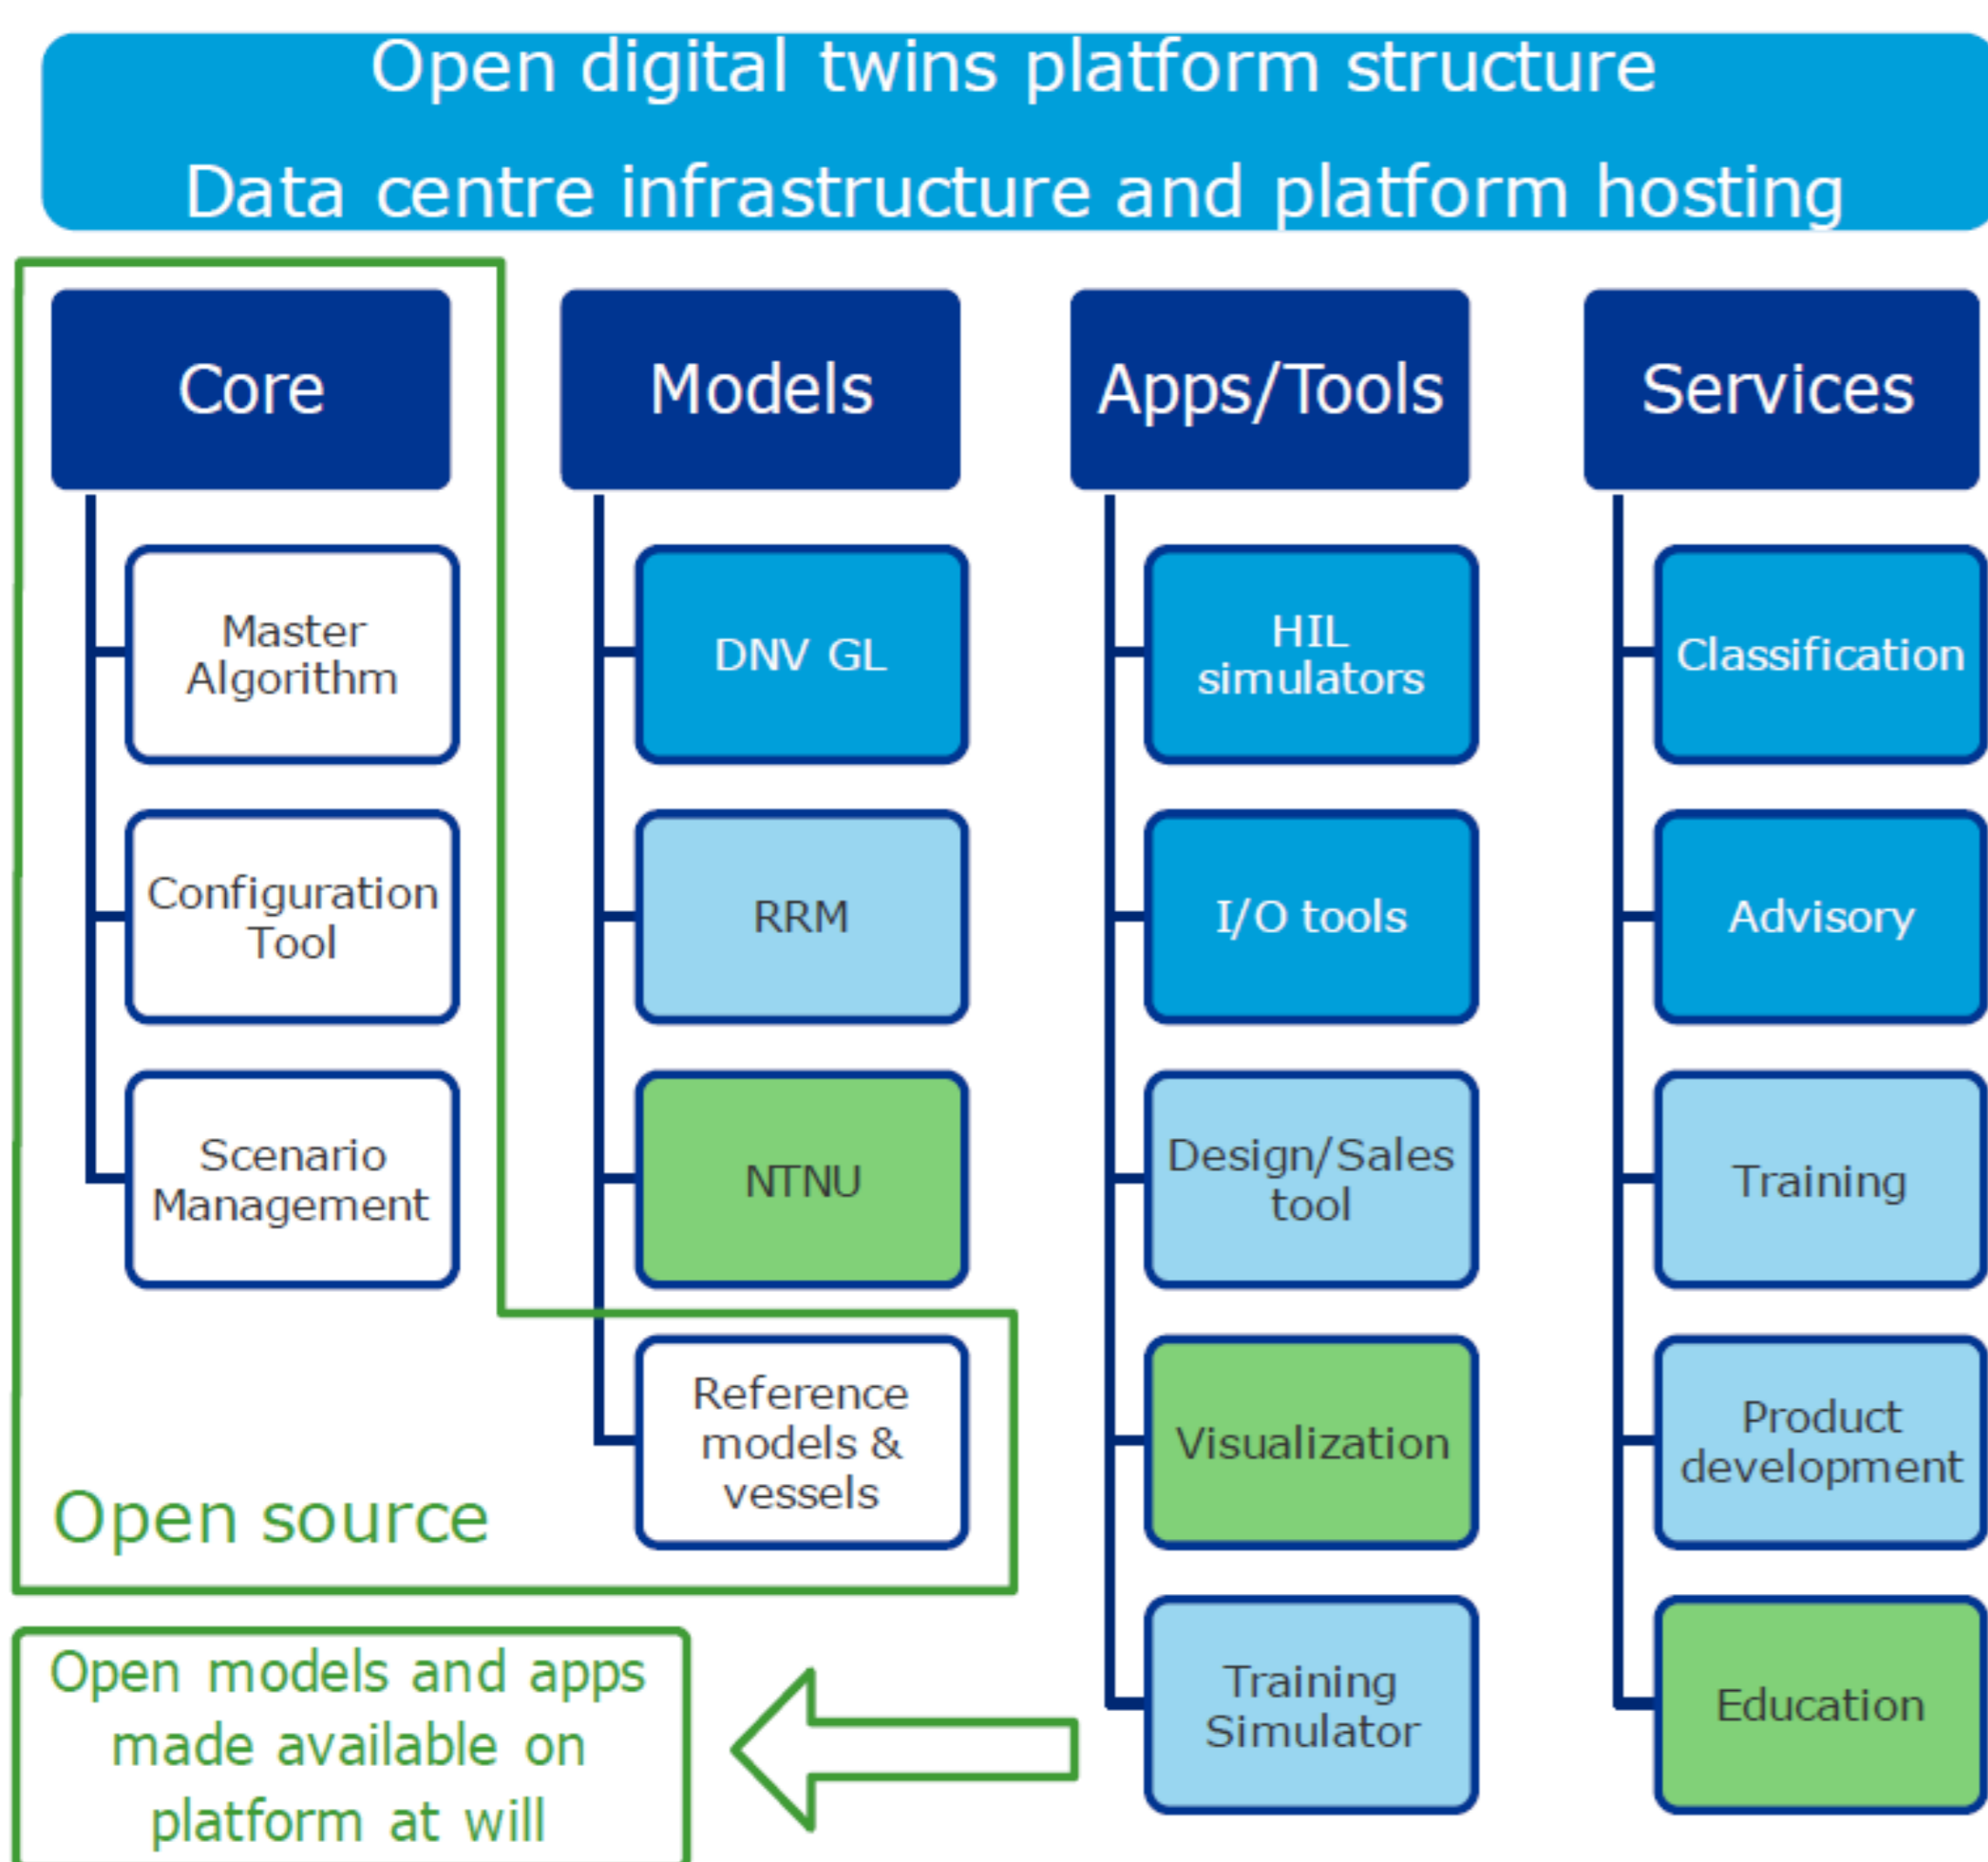 Open digital twins platform structure
Data centre infrastructure and platform hosting
Core
Master
Algorithm
Configuration
Tool
Scenario
Management
Open source
Models
DNV GL
RRM
NTNU
Reference
models &
vessels
Apps/Tools
HIL
simulators
I/O tools
Design/Sales
tool
Visualization
Training
Simulator
Services
Classification
Advisory
Training
Product
development
Education
Open models and apps
made available on
platform at will